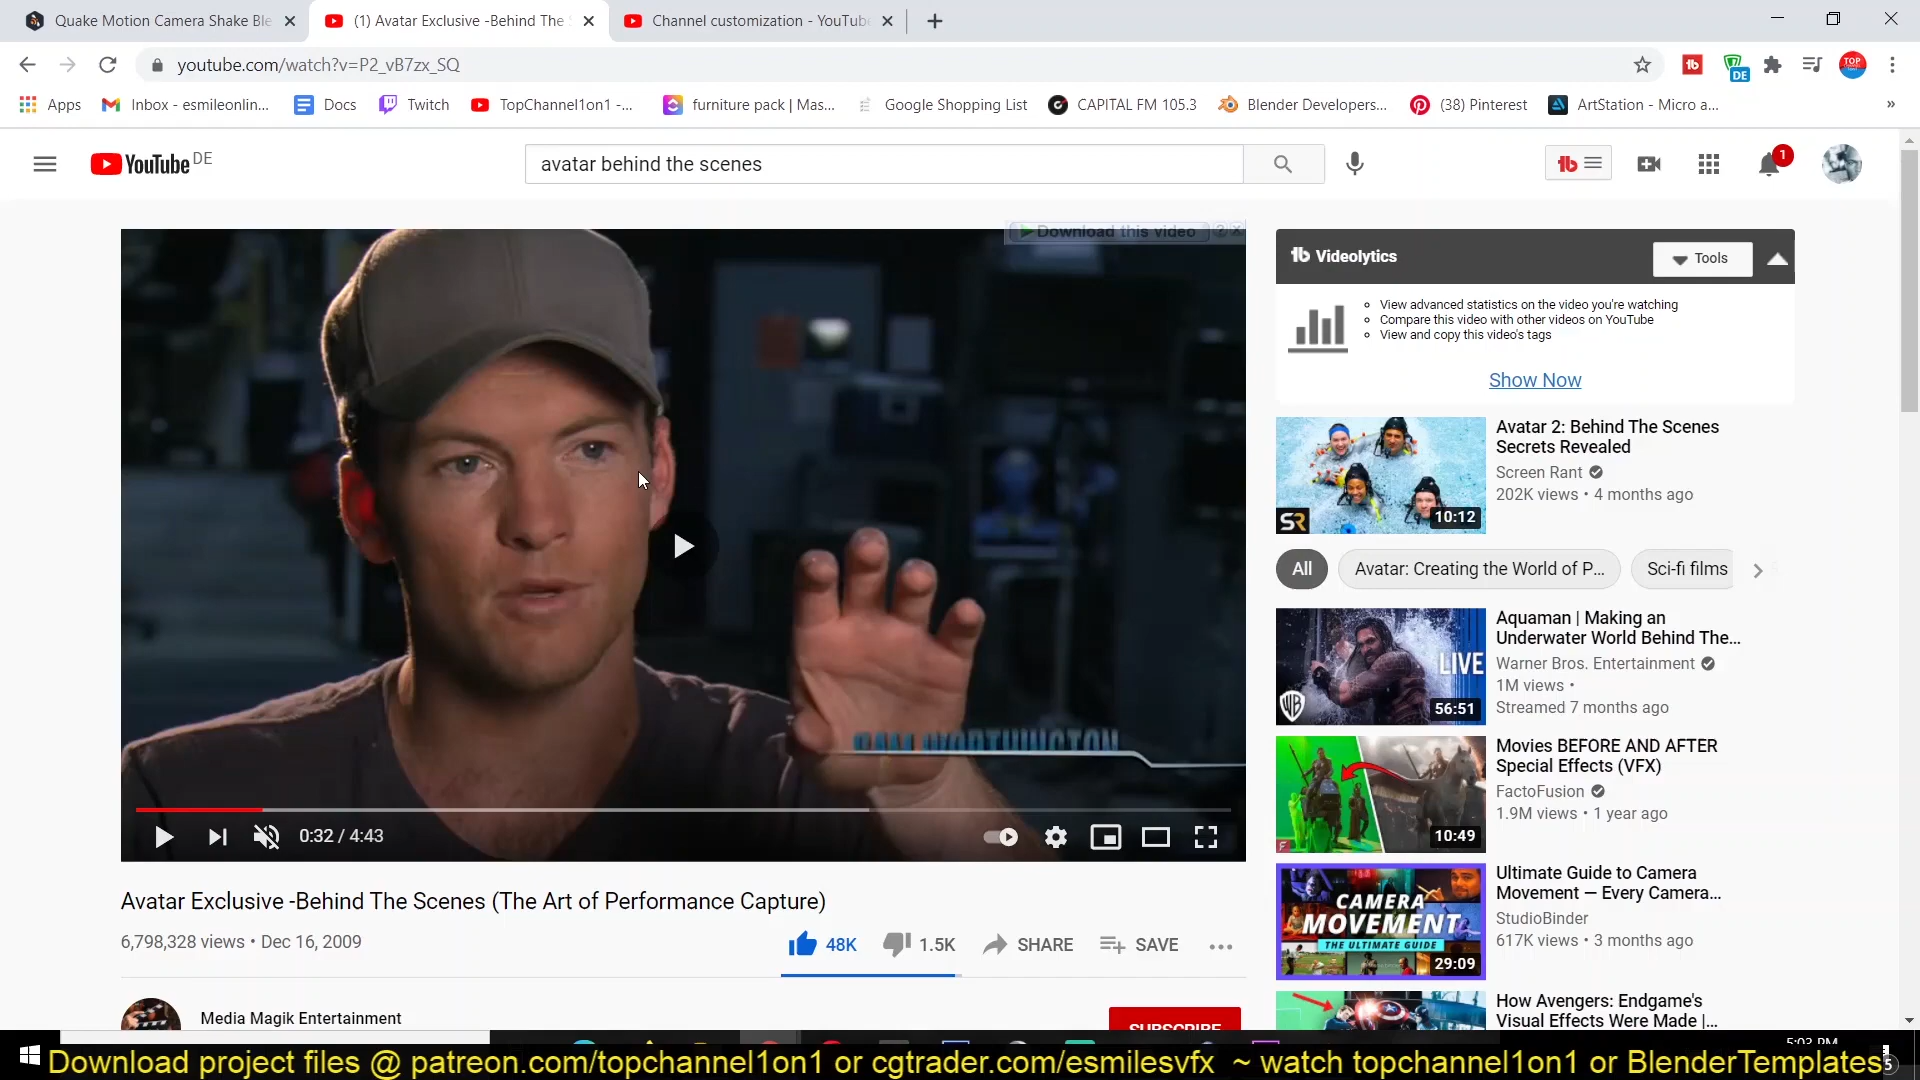 Quake Motion Camera Shake Ble
(1) Avatar Exclusive -Behind The
Channel customization - YouTube
youtube.com/watch?v=P2_vB7zx_SQ
DE
TOP
Apps
Inbox - esmileonlin...
Docs
Twitch
TopChannel1on1 -...
furniture pack | Mas...
Google Shopping List
CAPITAL FM 105.3
Blender Developers...
(38) Pinterest
ArtStation - Micro a...
YouTube DE
avatar behind the scenes
1
Download this video
SAM WORTHINGTON
0:32 / 4:43
Avatar Exclusive -Behind The Scenes (The Art of Performance Capture)
6,798,328 views • Dec 16, 2009
48K
1.5K
SHARE
SAVE
Media Magik Entertainment
SUBSCRIBE
Videolytics
Tools
View advanced statistics on the video you're watching
Compare this video with other videos on YouTube
View and copy this video's tags
Show Now
10:12
Avatar 2: Behind The Scenes
Secrets Revealed
Screen Rant
202K views • 4 months ago
All
Avatar: Creating the World of P...
Sci-fi films
LIVE
56:51
Aquaman | Making an
Underwater World Behind The...
Warner Bros. Entertainment
1M views •
Streamed 7 months ago
10:49
Movies BEFORE AND AFTER
Special Effects (VFX)
FactoFusion
1.9M views • 1 year ago
CAMERA
MOVEMENT
THE ULTIMATE GUIDE
29:09
Ultimate Guide to Camera
Movement — Every Camera...
StudioBinder
617K views • 3 months ago
How Avengers: Endgame's
Visual Effects Were Made |...
5:03 PM
Download project files @ patreon.com/topchannel1on1 or cgtrader.com/esmilesvfx ~ watch topchannel1on1 or BlenderTemplates